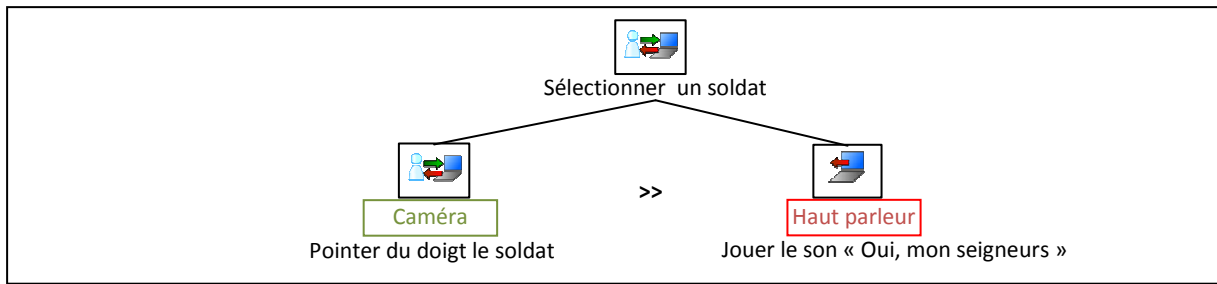 Sélectionner un soldat
>>
Caméra
Haut parleur
Pointer du doigt le soldat
Jouer le son « Oui, mon seigneurs »